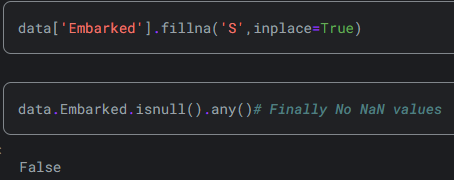 data['Embarked'].fillna('S',inplace=True)
data.Embarked.isnull().any()# Finally No NaN values
False